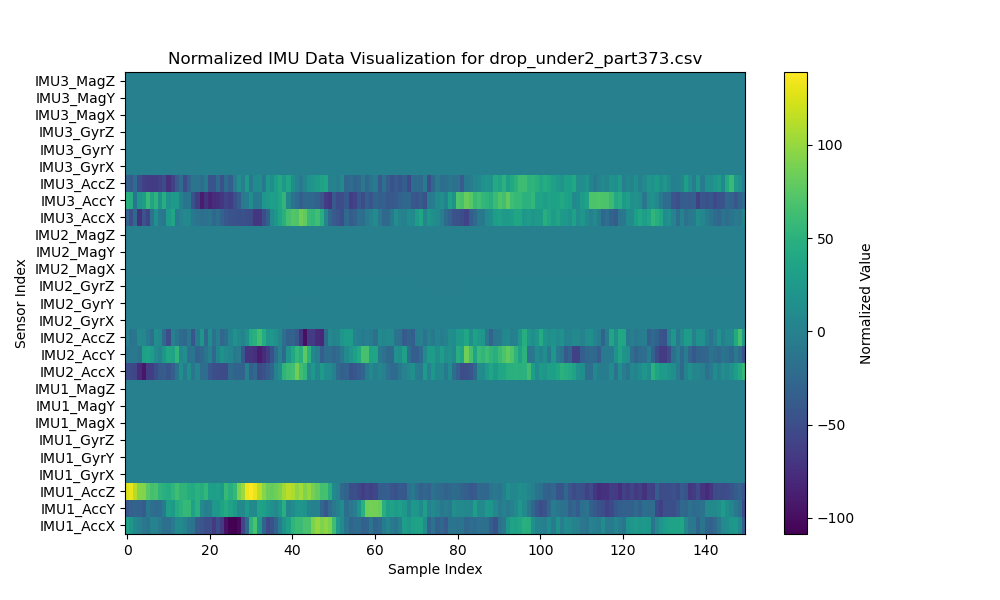 Normalized IMU Data Visualization for drop_under2_part373.csv
IMU3_MagZ
IMU3_MagY
IMU3_MagX
IMU3_GyrZ
IMU3_GyrY
IMU3_GyrX
IMU3_AccZ
IMU3_AccY
IMU3_AccX
IMU2_MagZ
IMU2_MagY
IMU2_MagX
IMU2_GyrZ
IMU2_GyrY
IMU2_GyrX
IMU2_AccZ
IMU2_AccY
IMU2_AccX
IMU1_MagZ
IMU1_MagY
IMU1_MagX
IMU1_GyrZ
IMU1_GyrY
IMU1_GyrX
IMU1_AccZ
IMU1_AccY
IMU1_AccX
Sensor Index
0 20 40 60 80 100 120 140
Sample Index
100
50
0
−50
−100
Normalized Value